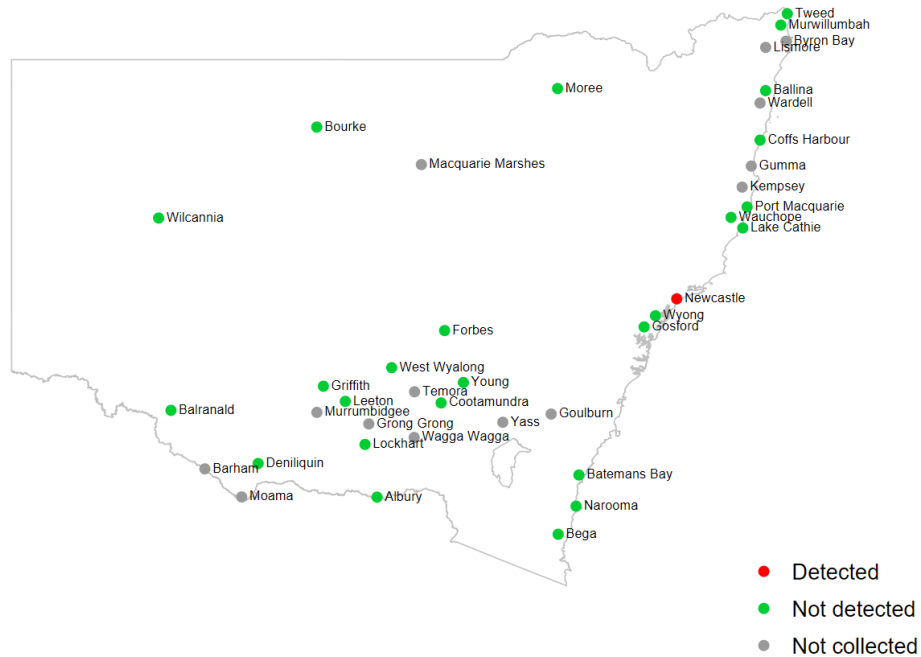 Tweed
Murwillumbah
Byron Bay
Lismore
Moree
Ballina
Wardell
Bourke
Coffs Harbour
Macquarie Marshes
Gumma
Kempsey
Port Macquarie
Wilcannia
Wauchope
Lake Cathie
Newcastle
Wyong
Gosford
Forbes
West Wyalong
Young
Griffith
Temora
Leeton
Cootamundra
Balranald
Murrumbidgee
Goulburn
Grong Grong
Yass
Wagga Wagga
Lockhart
Deniliquin
Barham
Batemans Bay
Moama
Albury
Narooma
Bega
Detected
Not detected
Not collected